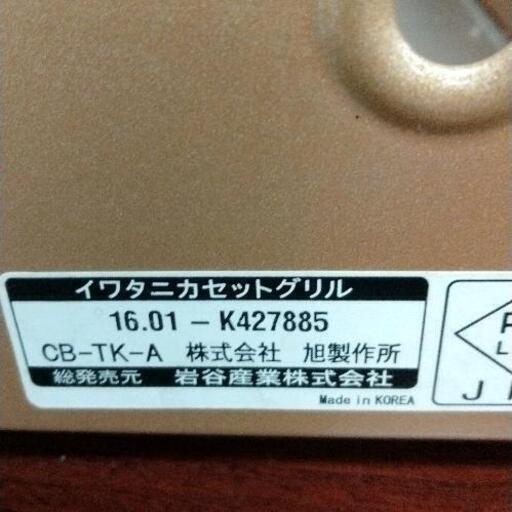 イワタニカセットグリル
16.01 - K427885
CB-TK-A 株式会社 旭製作所
総発売元 岩谷産業株式会社
Made in KOREA
P
L
J